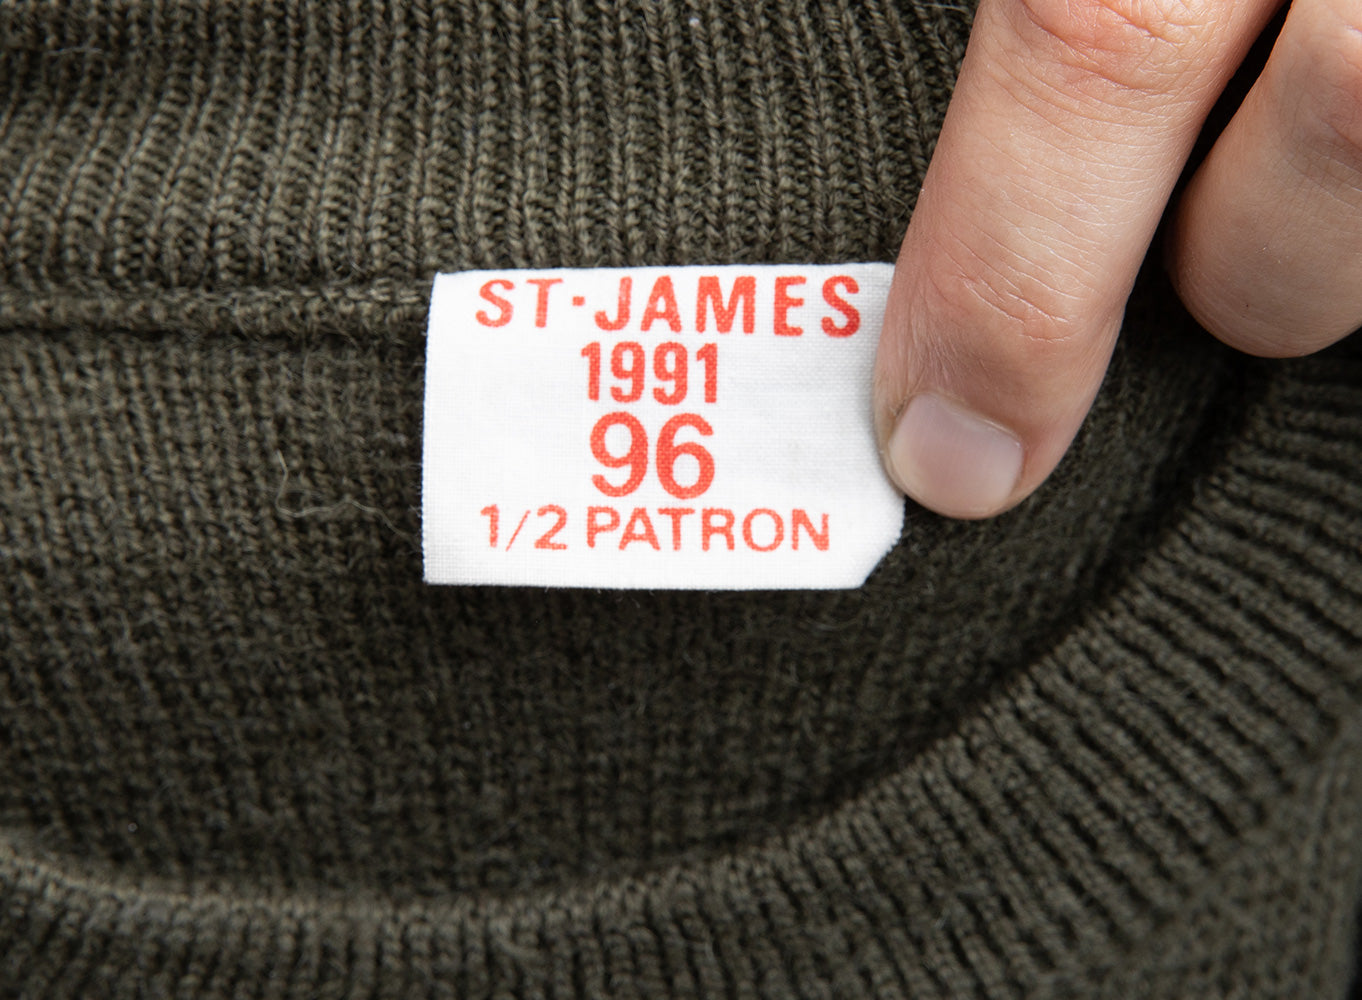 ST·JAMES
1991
96
1/2 PATRON